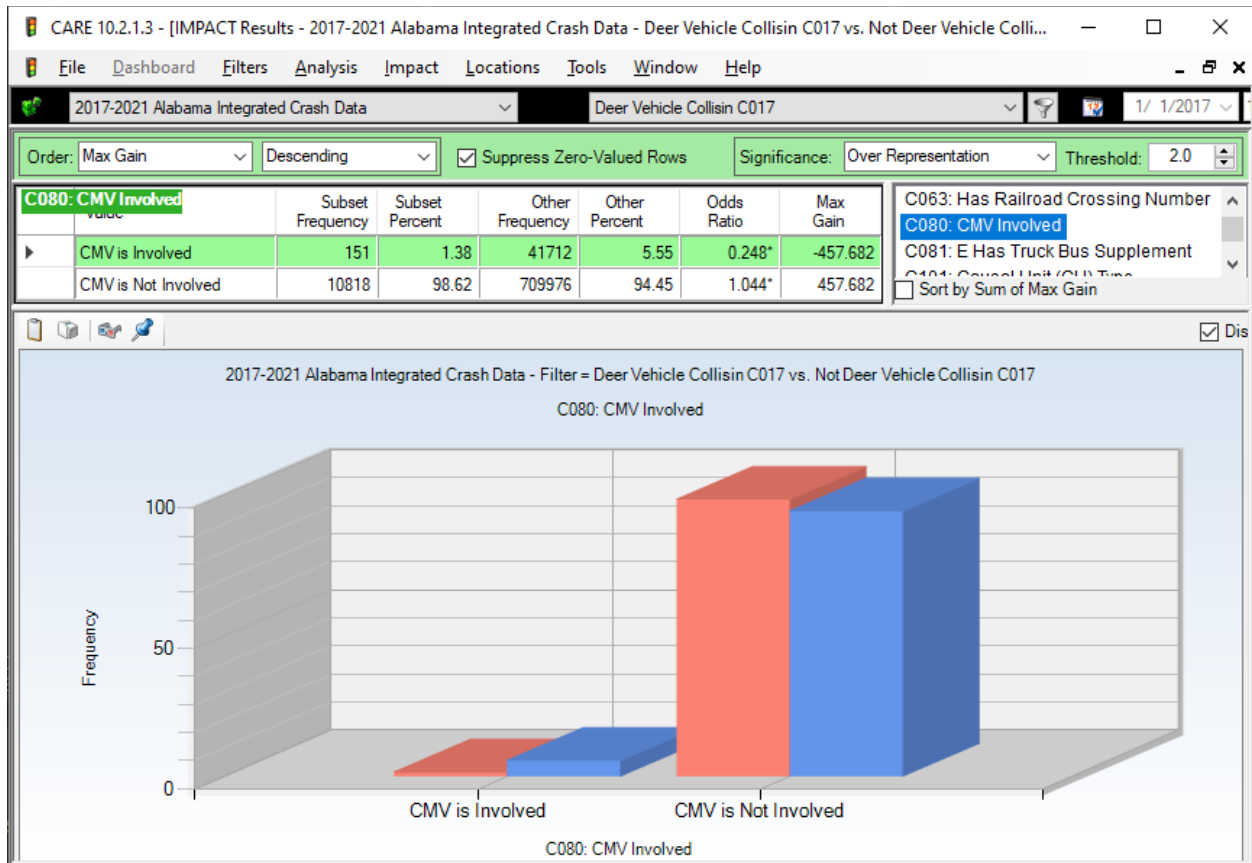 CARE 10.2.1.3 - [IMPACT Results - 2017-2021 Alabama Integrated Crash Data - Deer Vehicle Collisin C017 vs. Not Deer Vehicle Colli...
File Dashboard Filters Analysis Impact Locations Tools Window Help
2017-2021 Alabama Integrated Crash Data Deer Vehicle Collisin C017 1/ 1/2017
Order: Max Gain Descending Suppress Zero-Valued Rows Significance: Over Representation Threshold: 2.0
C080: CMV Involved
Value Subset Frequency Subset Percent Other Frequency Other Percent Odds Ratio Max Gain
CMV is Involved 151 1.38 41712 5.55 0.248* -457.682
CMV is Not Involved 10818 98.62 709976 94.45 1.044* 457.682
C063: Has Railroad Crossing Number
C080: CMV Involved
C081: E Has Truck Bus Supplement
Sort by Sum of Max Gain
Dis
2017-2021 Alabama Integrated Crash Data - Filter = Deer Vehicle Collisin C017 vs. Not Deer Vehicle Collisin C017
C080: CMV Involved
100
50
0
Frequency
CMV is Involved CMV is Not Involved
C080: CMV Involved